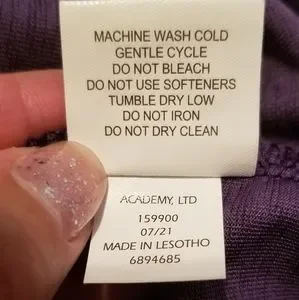 MACHINE WASH COLD
GENTLE CYCLE
DO NOT BLEACH
DO NOT USE SOFTENERS
TUMBLE DRY LOW
DO NOT IRON
DO NOT DRY CLEAN
ACADEMY, LTD
159900
07/21
MADE IN LESOTHO
6894685